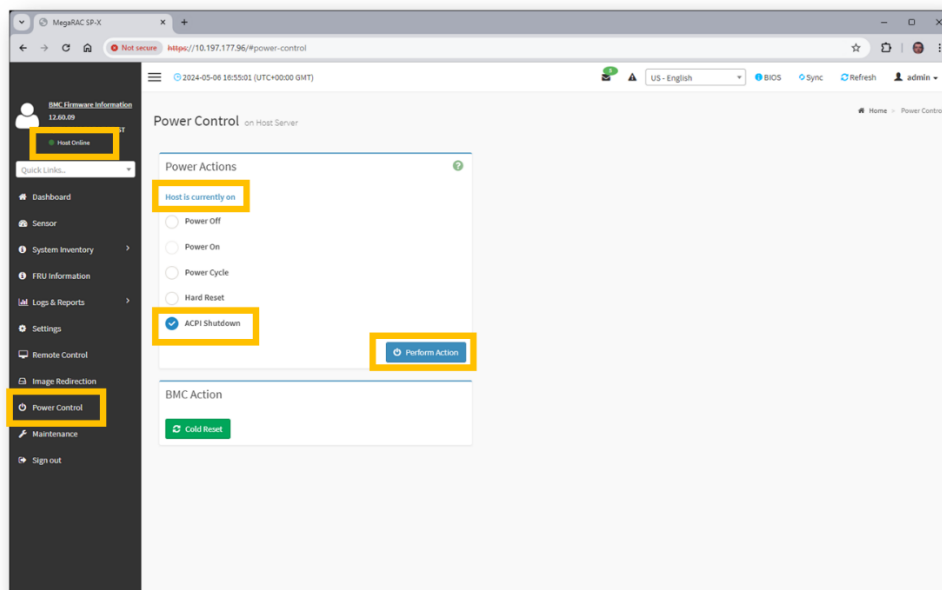 MegaRAC SP-X
Not secure https://10.197.177.96/#power-control
2024-05-06 16:55:01 (UTC+00:00 GMT)
US - English
BIOS
Sync
Refresh
admin
BMC Firmware Information
12.60.09
ST
Host Online
Quick Links..
Dashboard
Sensor
System Inventory
FRU Information
Logs & Reports
Settings
Remote Control
Image Redirection
Power Control
Maintenance
Sign out
Power Control on Host Server
Home > Power Contro
Power Actions
Host is currently on
Power Off
Power On
Power Cycle
Hard Reset
ACPI Shutdown
Perform Action
BMC Action
Cold Reset